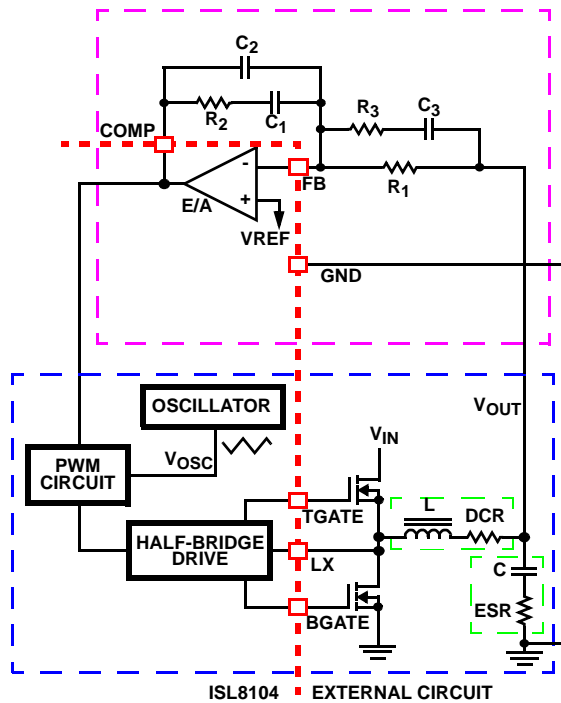 C2
COMP
R2
C1
R3
C3
FB
R1
-
+
E/A
VREF
GND
OSCILLATOR
VOUT
VOSC
VIN
PWM
CIRCUIT
TGATE
L
DCR
HALF-BRIDGE
DRIVE
LX
C
ESR
BGATE
ISL8104
EXTERNAL CIRCUIT